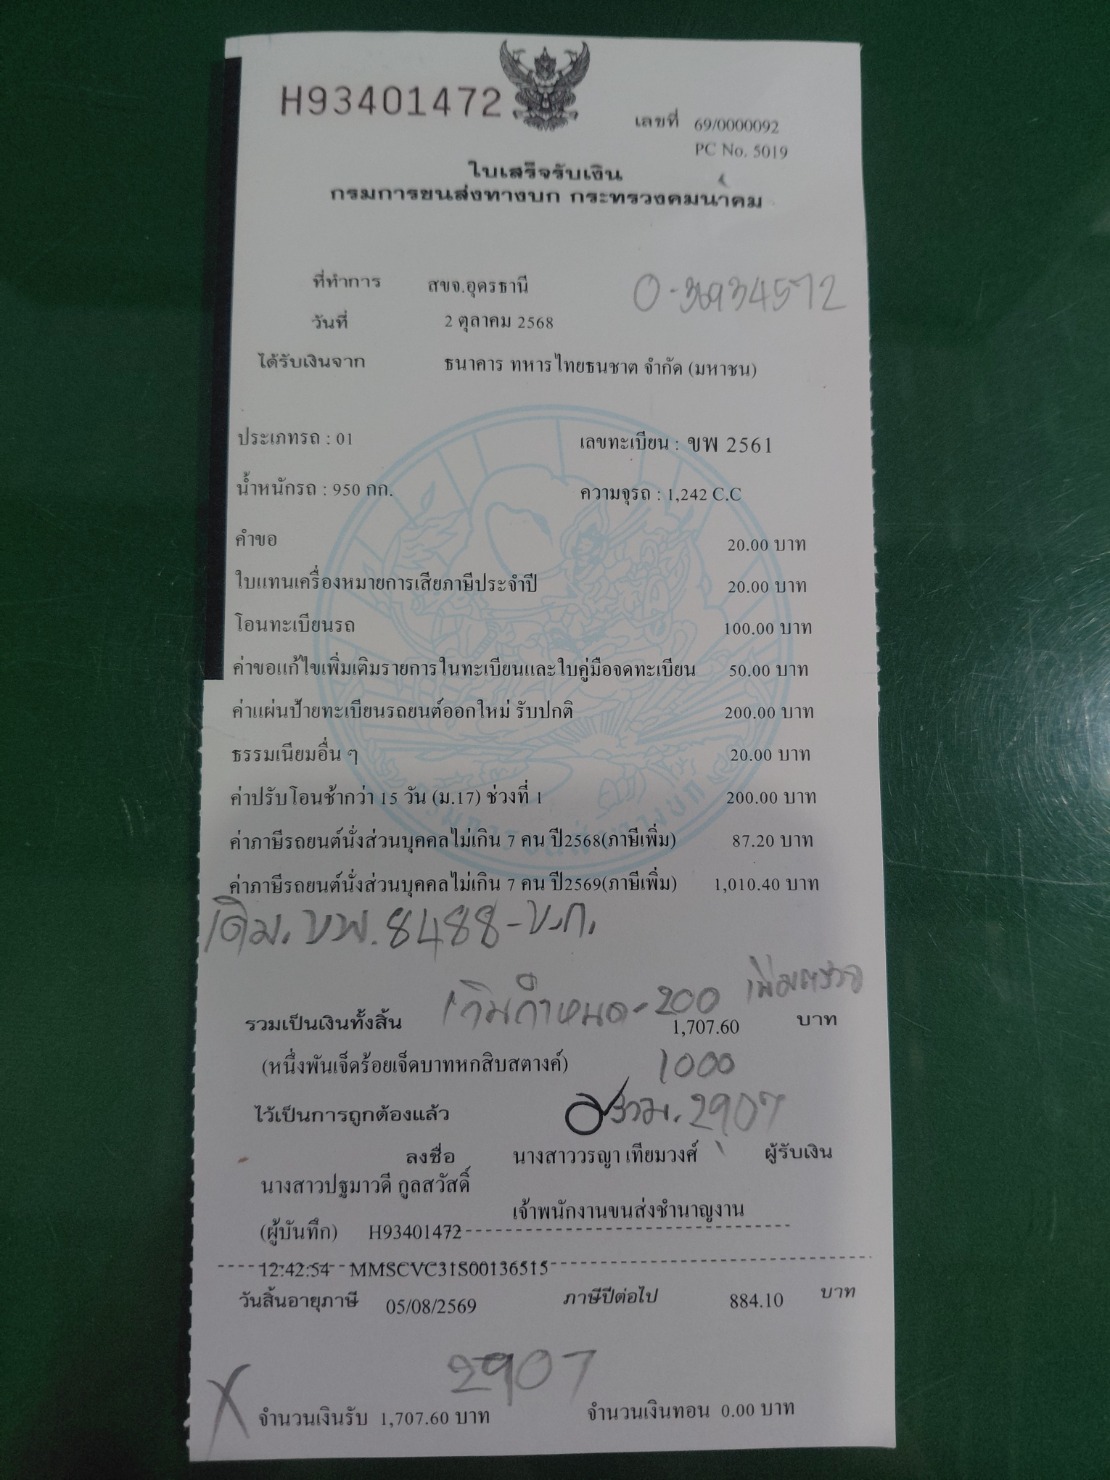 H93401472
เลขที่ 69/0000092
PC No. 5019
ใบเสร็จรับเงิน
กรมการขนส่งทางบก กระทรวงคมนาคม
ที่ทำการ สขจ.อุดรธานี
วันที่ 2 ตุลาคม 2568
ได้รับเงินจาก ธนาคาร ทหารไทยธนชาต จำกัด (มหาชน)
ประเภทรถ : 01 เลขทะเบียน : ขพ 2561
น้ำหนักรถ : 950 กก. ความจุรถ : 1,242 C.C
คำขอ 20.00 บาท
ใบแทนเครื่องหมายการเสียภาษีประจำปี 20.00 บาท
โอนทะเบียนรถ 100.00 บาท
ค่าขอแก้ไขเพิ่มเติมรายการในทะเบียนและใบคู่มือจดทะเบียน 50.00 บาท
ค่าแผ่นป้ายทะเบียนรถยนต์ออกใหม่ รับปกติ 200.00 บาท
ธรรมเนียมอื่น ๆ 20.00 บาท
ค่าปรับโอนช้ากว่า 15 วัน (ม.17) ช่วงที่ 1 200.00 บาท
ค่าภาษีรถยนต์นั่งส่วนบุคคลไม่เกิน 7 คน ปี2568(ภาษีเพิ่ม) 87.20 บาท
ค่าภาษีรถยนต์นั่งส่วนบุคคลไม่เกิน 7 คน ปี2569(ภาษีเพิ่ม) 1,010.40 บาท
เดิม. ขพ. 8488-ข.ก.
เกินกำหนด-200
รวมเป็นเงินทั้งสิ้น 1,707.60 บาท
(หนึ่งพันเจ็ดร้อยเจ็ดบาทหกสิบสตางค์) 1000
ไว้เป็นการถูกต้องแล้ว รวม. 2907
ลงชื่อ นางสาววรญา เทียมวงศ์ ผู้รับเงิน
นางสาวปฐมาวดี กูลสวัสดิ์
เจ้าพนักงานขนส่งชำนาญงาน
(ผู้บันทึก) H93401472
12:42:54 MMSCVC31S00136515
วันสิ้นอายุภาษี 05/08/2569 ภาษีปีต่อไป 884.10 บาท
2907
จำนวนเงินรับ 1,707.60 บาท จำนวนเงินทอน 0.00 บาท